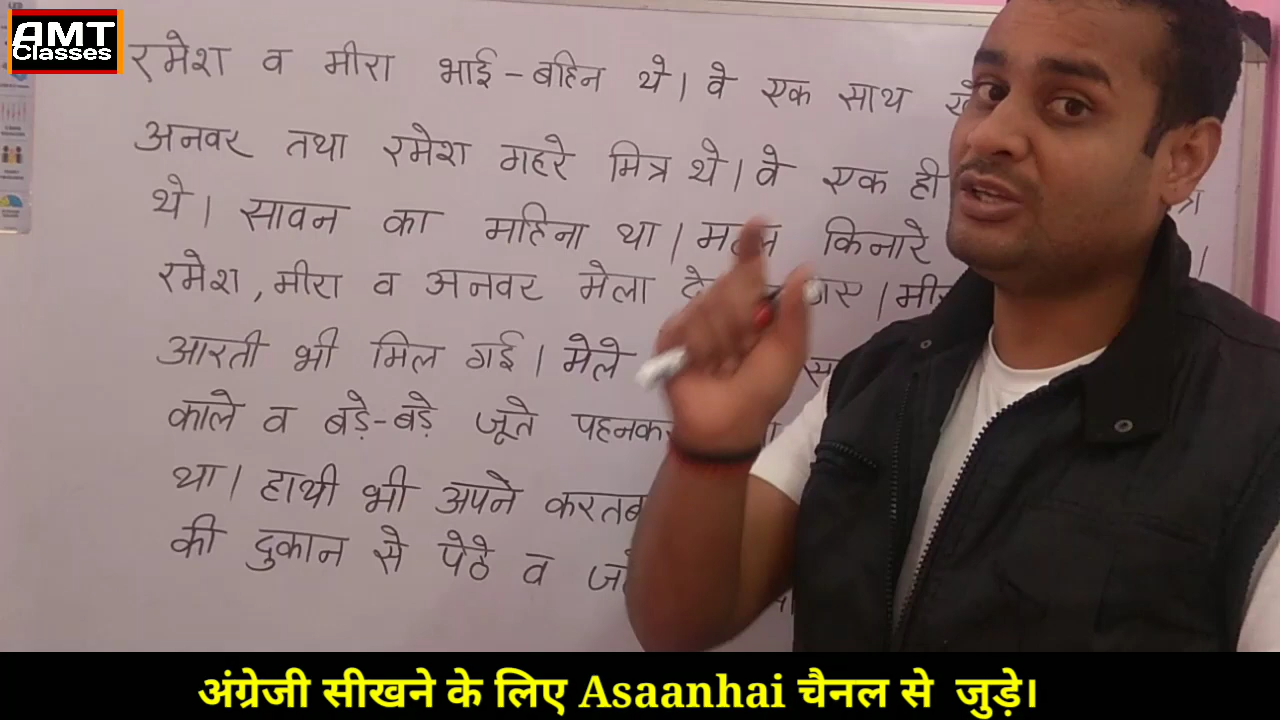 AMT
Classes
रमेश व मीरा भाई-बहिन थे। वे एक साथ
अनवर तथा रमेश गहरे मित्र थे। वे एक ही
थे। सावन का महिना था। किनारे
रमेश, मीरा व अनवर मेला
आरती भी मिल गई। मेले
काले व बड़े-बड़े जूते पहनकर
था। हाथी भी अपने करतब
की दुकान से पेठे व
अंग्रेजी सीखने के लिए Asaanhai चैनल से जुड़े।